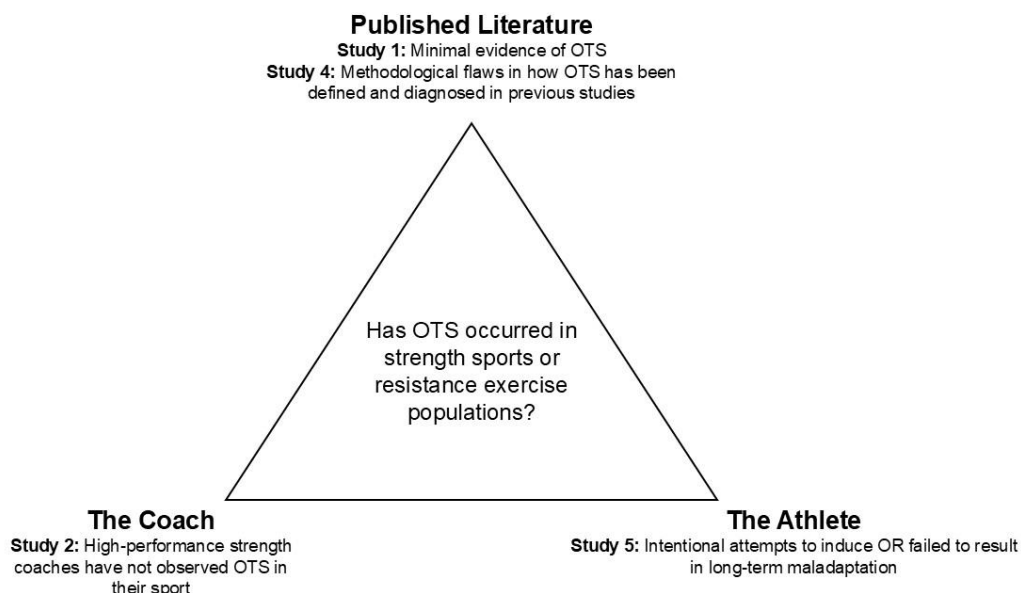 Published Literature
Study 1: Minimal evidence of OTS
Study 4: Methodological flaws in how OTS has been
defined and diagnosed in previous studies
Has OTS occurred in
strength sports or
resistance exercise
populations?
The Coach
Study 2: High-performance strength
coaches have not observed OTS in
their sport
The Athlete
Study 5: Intentional attempts to induce OR failed to result
in long-term maladaptation